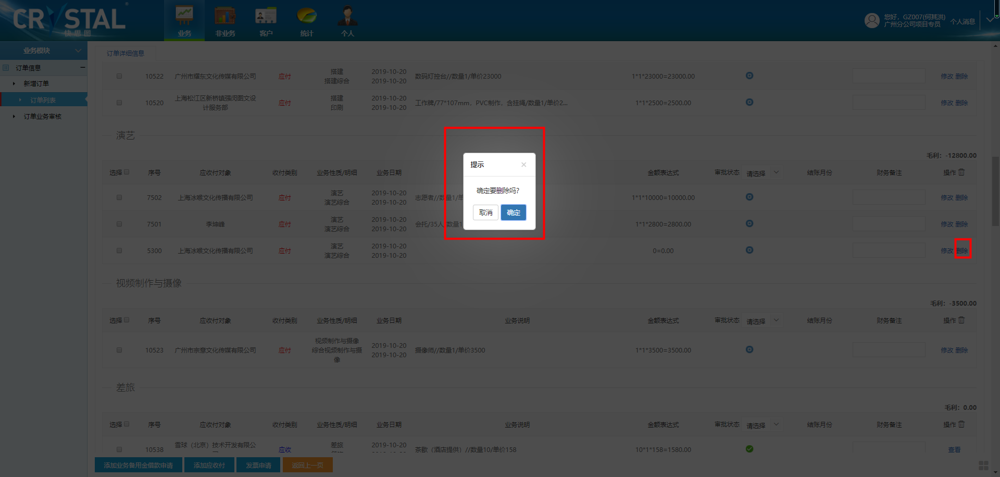 CRYSTAL
快思图
业务
非业务
客户
统计
个人
您好，GZ007(何其洪)
广州分公司项目专员
个人消息
业务模块
订单信息
新增订单
订单列表
订单业务审核
订单详细信息
10522 广州市耀东文化传媒有限公司 应付 搭建 搭建综合 2019-10-20 2019-10-20 数码灯控台//数量1/单价23000 1*1*23000=23000.00 修改 删除
10520 上海松江区新桥镇强闵图文设计服务部 应付 搭建 印刷 2019-10-20 2019-10-20 工作牌/77*107mm，PVC制作，含挂绳/数量1/单价2... 1*1*2500=2500.00 修改 删除
演艺
毛利：-12800.00
选择 序号 应收付对象 收付类别 业务性质/明细 业务日期 金额表达式 审批状态 请选择 结账月份 财务备注 操作
7502 上海冰喉文化传播有限公司 应付 演艺 演艺综合 2019-10-20 2019-10-20 志愿者//数量1/单 1*1*10000=10000.00 修改 删除
7501 李坤峰 应付 演艺 演艺综合 2019-10-20 2019-10-20 会托/35人/数量1 1*1*2800=2800.00 修改 删除
5300 上海冰喉文化传播有限公司 应付 演艺 演艺综合 2019-10-20 2019-10-20 0=0.00 修改 删除
提示 ×
确定要删除吗?
取消 确定
视频制作与摄像
毛利：-3500.00
选择 序号 应收付对象 收付类别 业务性质/明细 业务日期 业务说明 金额表达式 审批状态 请选择 结账月份 财务备注 操作
10523 广州市宗意文化传媒有限公司 应付 视频制作与摄像 综合视频制作与摄像 2019-10-20 2019-10-20 摄像师//数量1/单价3500 1*1*3500=3500.00 修改 删除
差旅
毛利：0.00
选择 序号 应收付对象 收付类别 业务性质/明细 业务日期 业务说明 金额表达式 审批状态 请选择 结账月份 财务备注 操作
10538 雪球（北京）技术开发有限公 应收 差旅 2019-10-20 茶歇（酒店提供）//数量10/单价158 10*1*158=1580.00 查看
添加业务备用金借款申请 添加应收付 发票申请 返回上一页